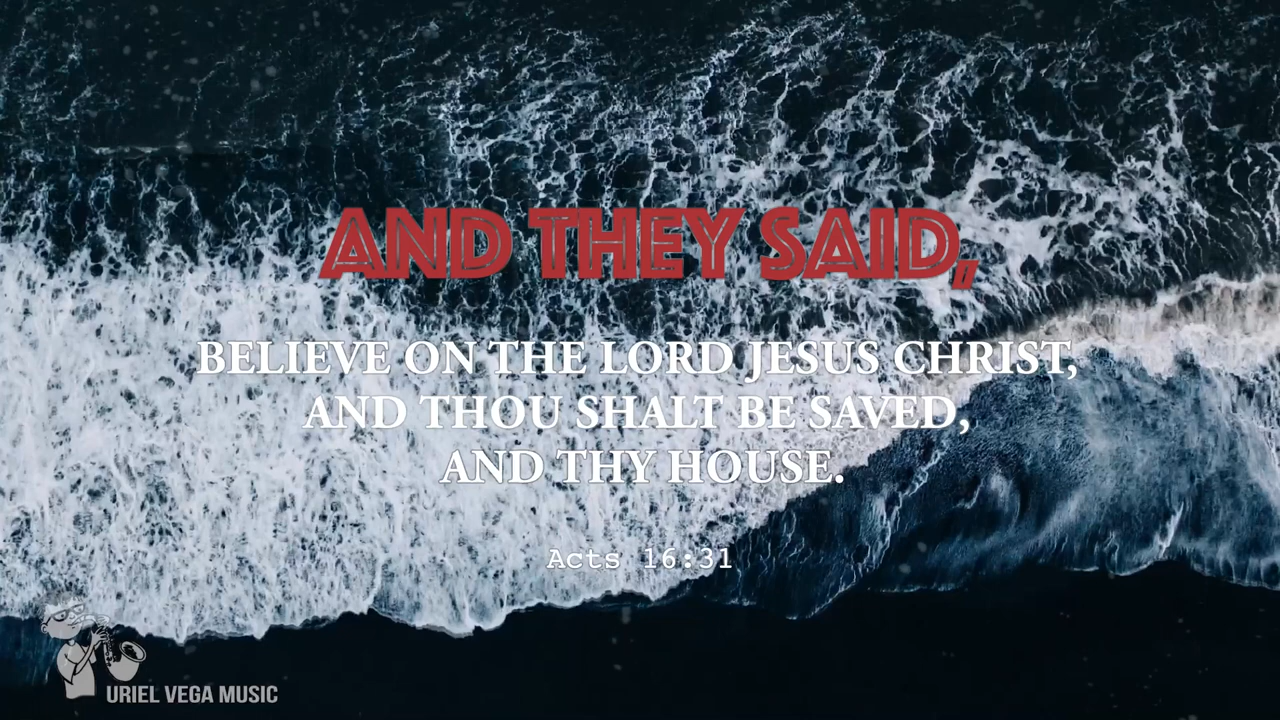 AND THEY SAID,
BELIEVE ON THE LORD JESUS CHRIST,
AND THOU SHALT BE SAVED,
AND THY HOUSE.
Acts 16:31
URIEL VEGA MUSIC